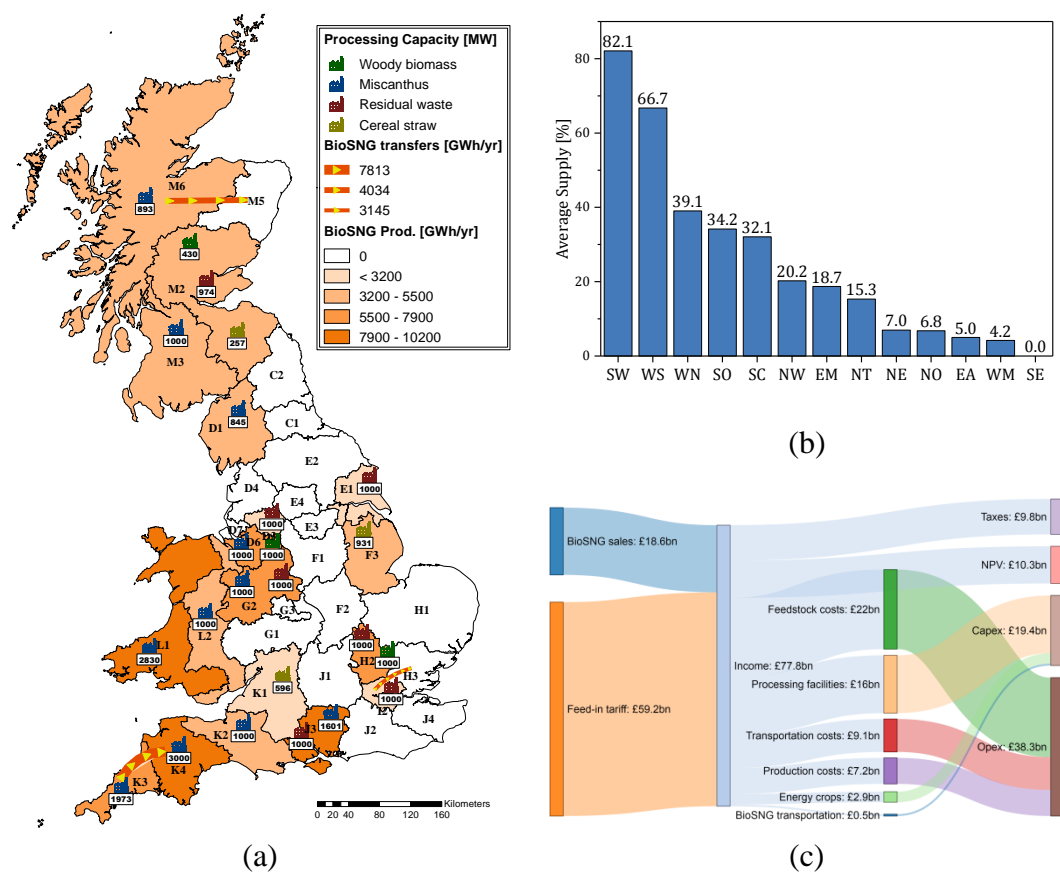 Processing Capacity [MW]
Woody biomass
Miscanthus
Residual waste
Cereal straw
BioSNG transfers [GWh/yr]
7813
4034
3145
BioSNG Prod. [GWh/yr]
0
< 3200
3200 - 5500
5500 - 7900
7900 - 10200
M6
M5
893
430
M2
974
1000
257
M3
C2
845
D1
C1
E2
D4
E1
1000
E4
1000
E3
D7
D6
1000
1000
931
F3
F1
1000
1000
G2
G3
F2
H1
1000
L2
L1
2830
G1
1000
H2
1000
H3
K1
596
J1
1000
I2
J4
J2
1601
J3
1000
K2
1000
3000
K4
K3
1973
Kilometers
0 20 40 80 120 160
(a)
Average Supply [%]
80
60
40
20
0
82.1
66.7
39.1
34.2
32.1
20.2
18.7
15.3
7.0
6.8
5.0
4.2
0.0
SW WS WN SO SC NW EM NT NE NO EA WM SE
(b)
BioSNG sales: £18.6bn
Feed-in tariff: £59.2bn
Income: £77.8bn
Feedstock costs: £22bn
Processing facilities: £16bn
Transportation costs: £9.1bn
Production costs: £7.2bn
Energy crops: £2.9bn
BioSNG transportation: £0.5bn
Taxes: £9.8bn
NPV: £10.3bn
Capex: £19.4bn
Opex: £38.3bn
(c)